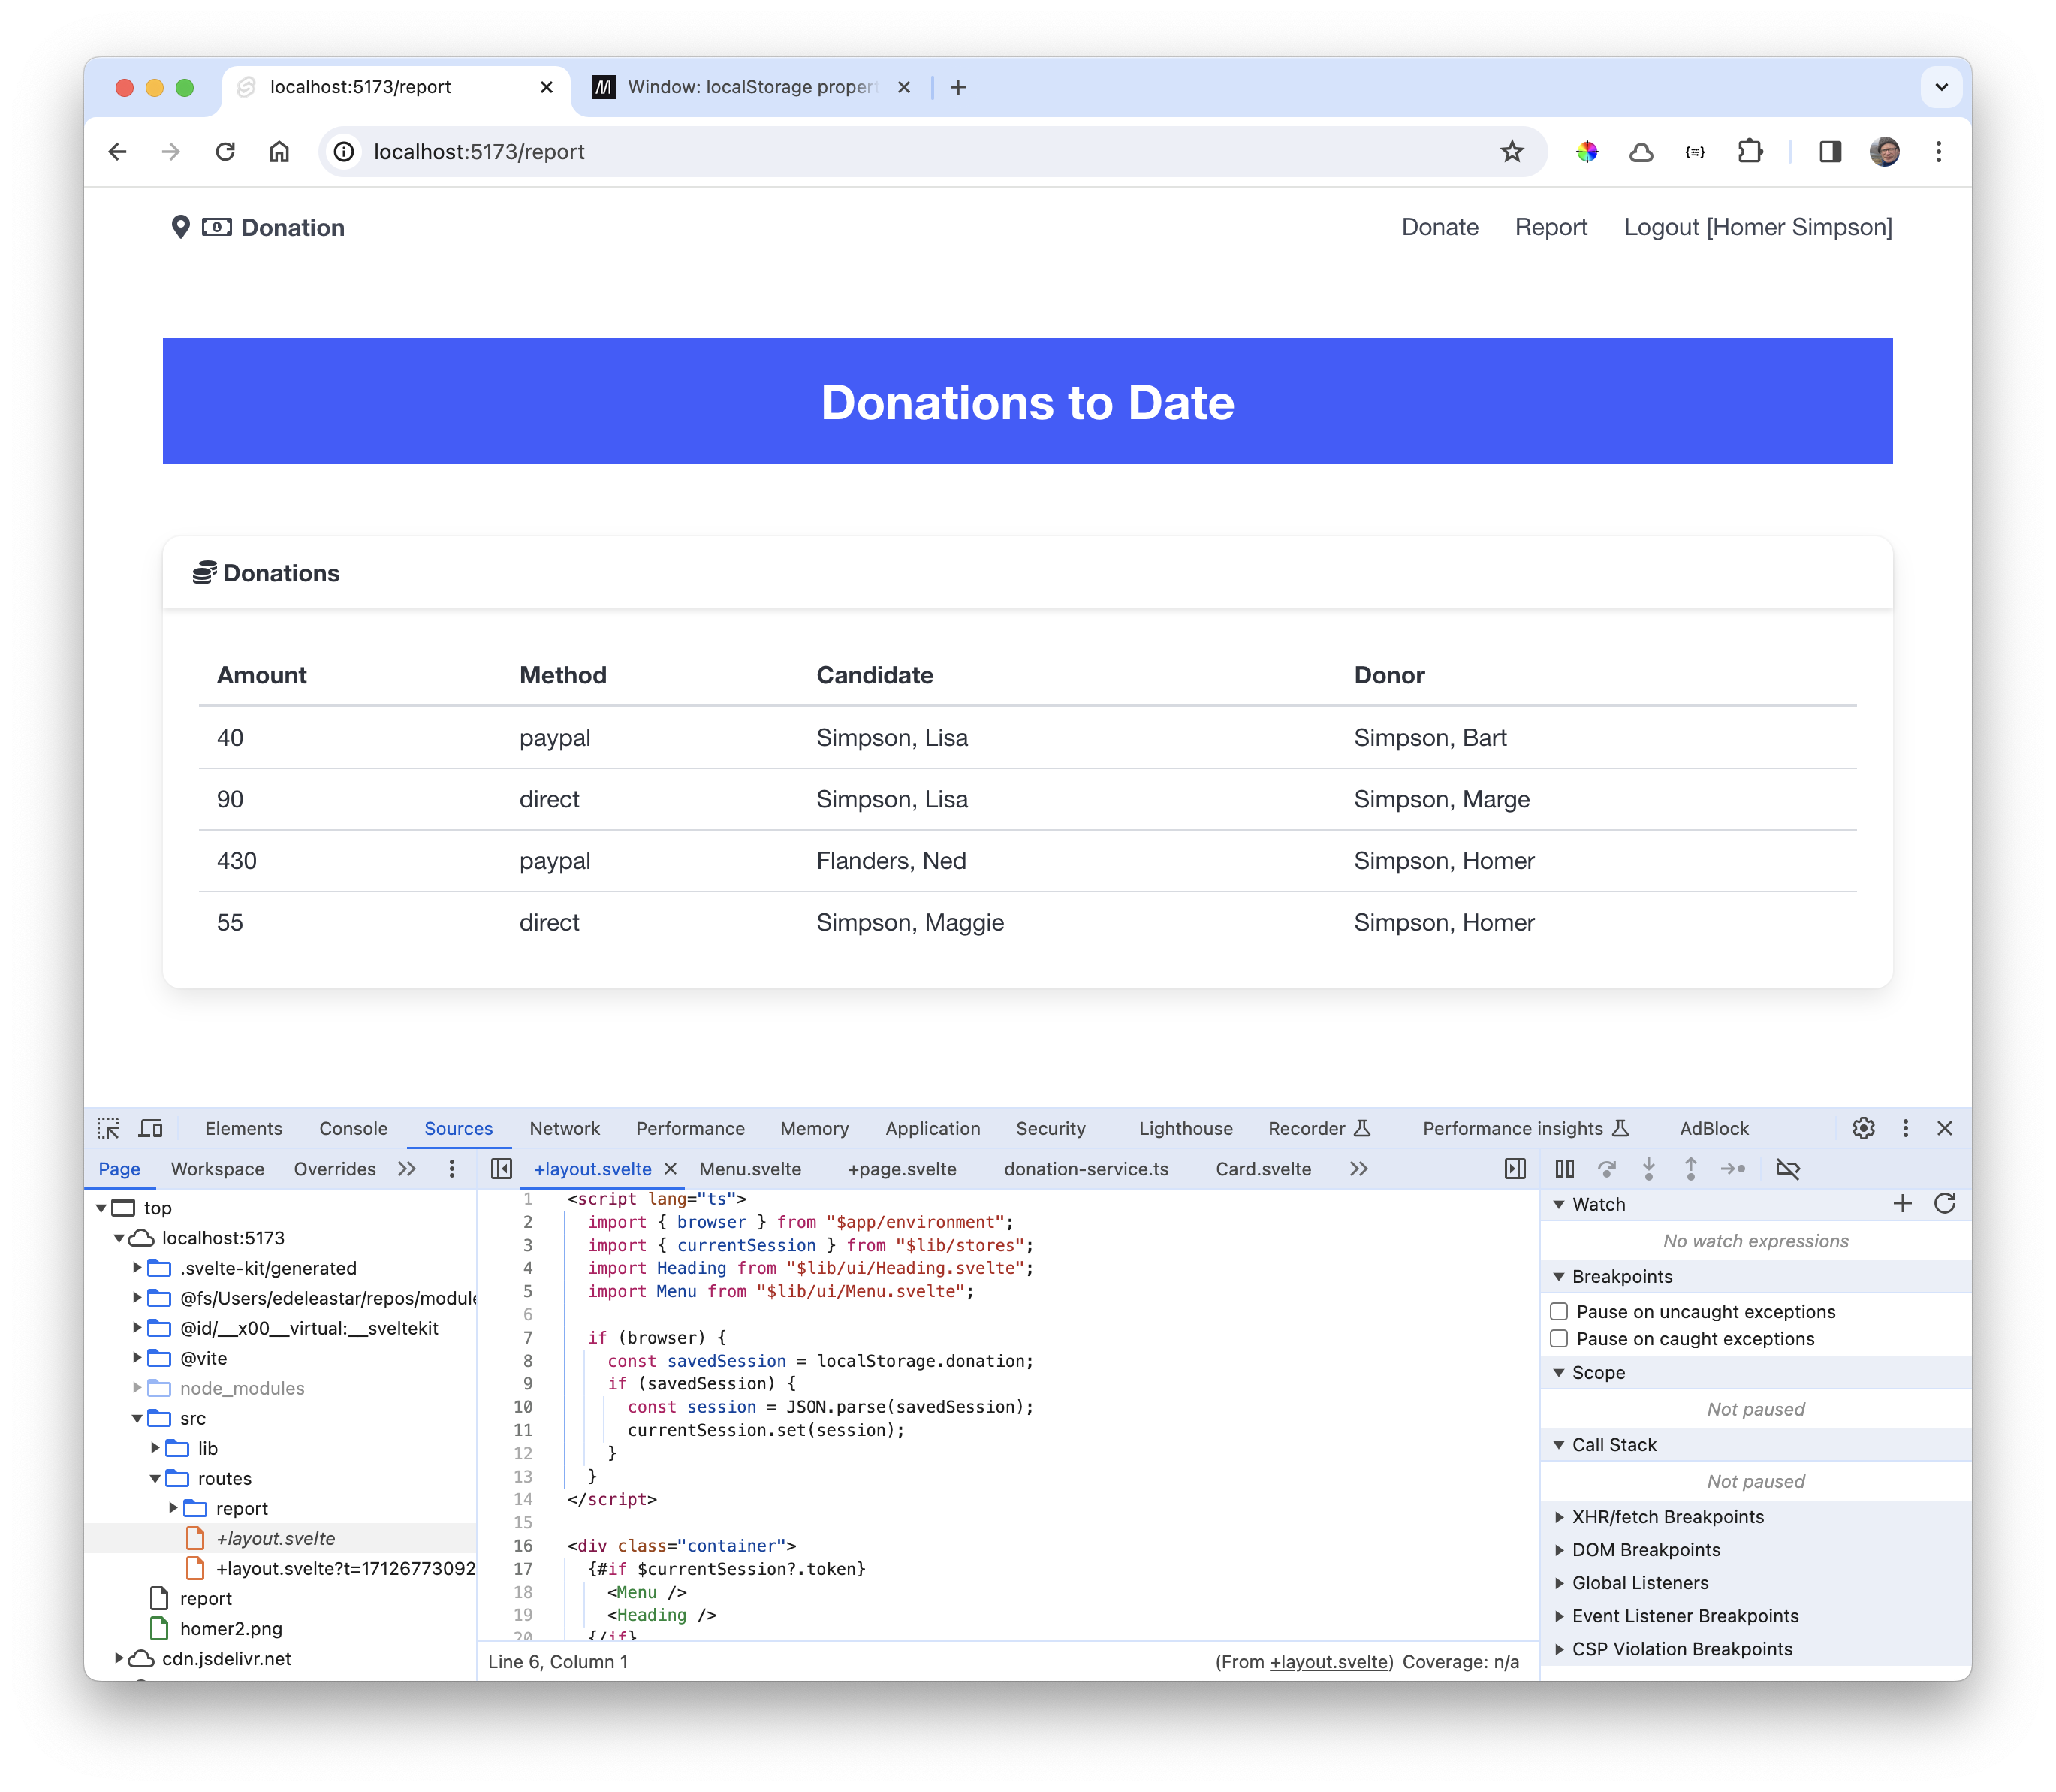 localhost:5173/report
Window: localStorage proper
localhost:5173/report
Donation
Donate Report Logout [Homer Simpson]
Donations to Date
Donations
Amount Method Candidate Donor
40 paypal Simpson, Lisa Simpson, Bart
90 direct Simpson, Lisa Simpson, Marge
430 paypal Flanders, Ned Simpson, Homer
55 direct Simpson, Maggie Simpson, Homer
Elements Console Sources Network Performance Memory Application Security Lighthouse Recorder Performance insights AdBlock
Page Workspace Overrides
+layout.svelte Menu.svelte +page.svelte donation-service.ts Card.svelte
top
localhost:5173
.svelte-kit/generated
@fs/Users/edeleastar/repos/module
@id/__x00__virtual:__sveltekit
@vite
node_modules
src
lib
routes
report
+layout.svelte
+layout.svelte?t=17126773092
report
homer2.png
cdn.jsdelivr.net
1 <script lang="ts">
2 import { browser } from "$app/environment";
3 import { currentSession } from "$lib/stores";
4 import Heading from "$lib/ui/Heading.svelte";
5 import Menu from "$lib/ui/Menu.svelte";
6
7 if (browser) {
8 const savedSession = localStorage.donation;
9 if (savedSession) {
10 const session = JSON.parse(savedSession);
11 currentSession.set(session);
12 }
13 }
14 </script>
15
16 <div class="container">
17 {#if $currentSession?.token}
18 <Menu />
19 <Heading />
20 {/if}
Line 6, Column 1
(From +layout.svelte) Coverage: n/a
Watch
No watch expressions
Breakpoints
Pause on uncaught exceptions
Pause on caught exceptions
Scope
Not paused
Call Stack
Not paused
XHR/fetch Breakpoints
DOM Breakpoints
Global Listeners
Event Listener Breakpoints
CSP Violation Breakpoints